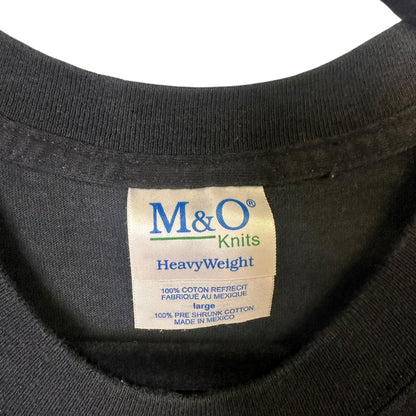 M&O®
Knits
HeavyWeight
100% COTON REFRECIT
FABRIQUE AU MEXIQUE
large
100% PRE SHRUNK COTTON
MADE IN MEXICO